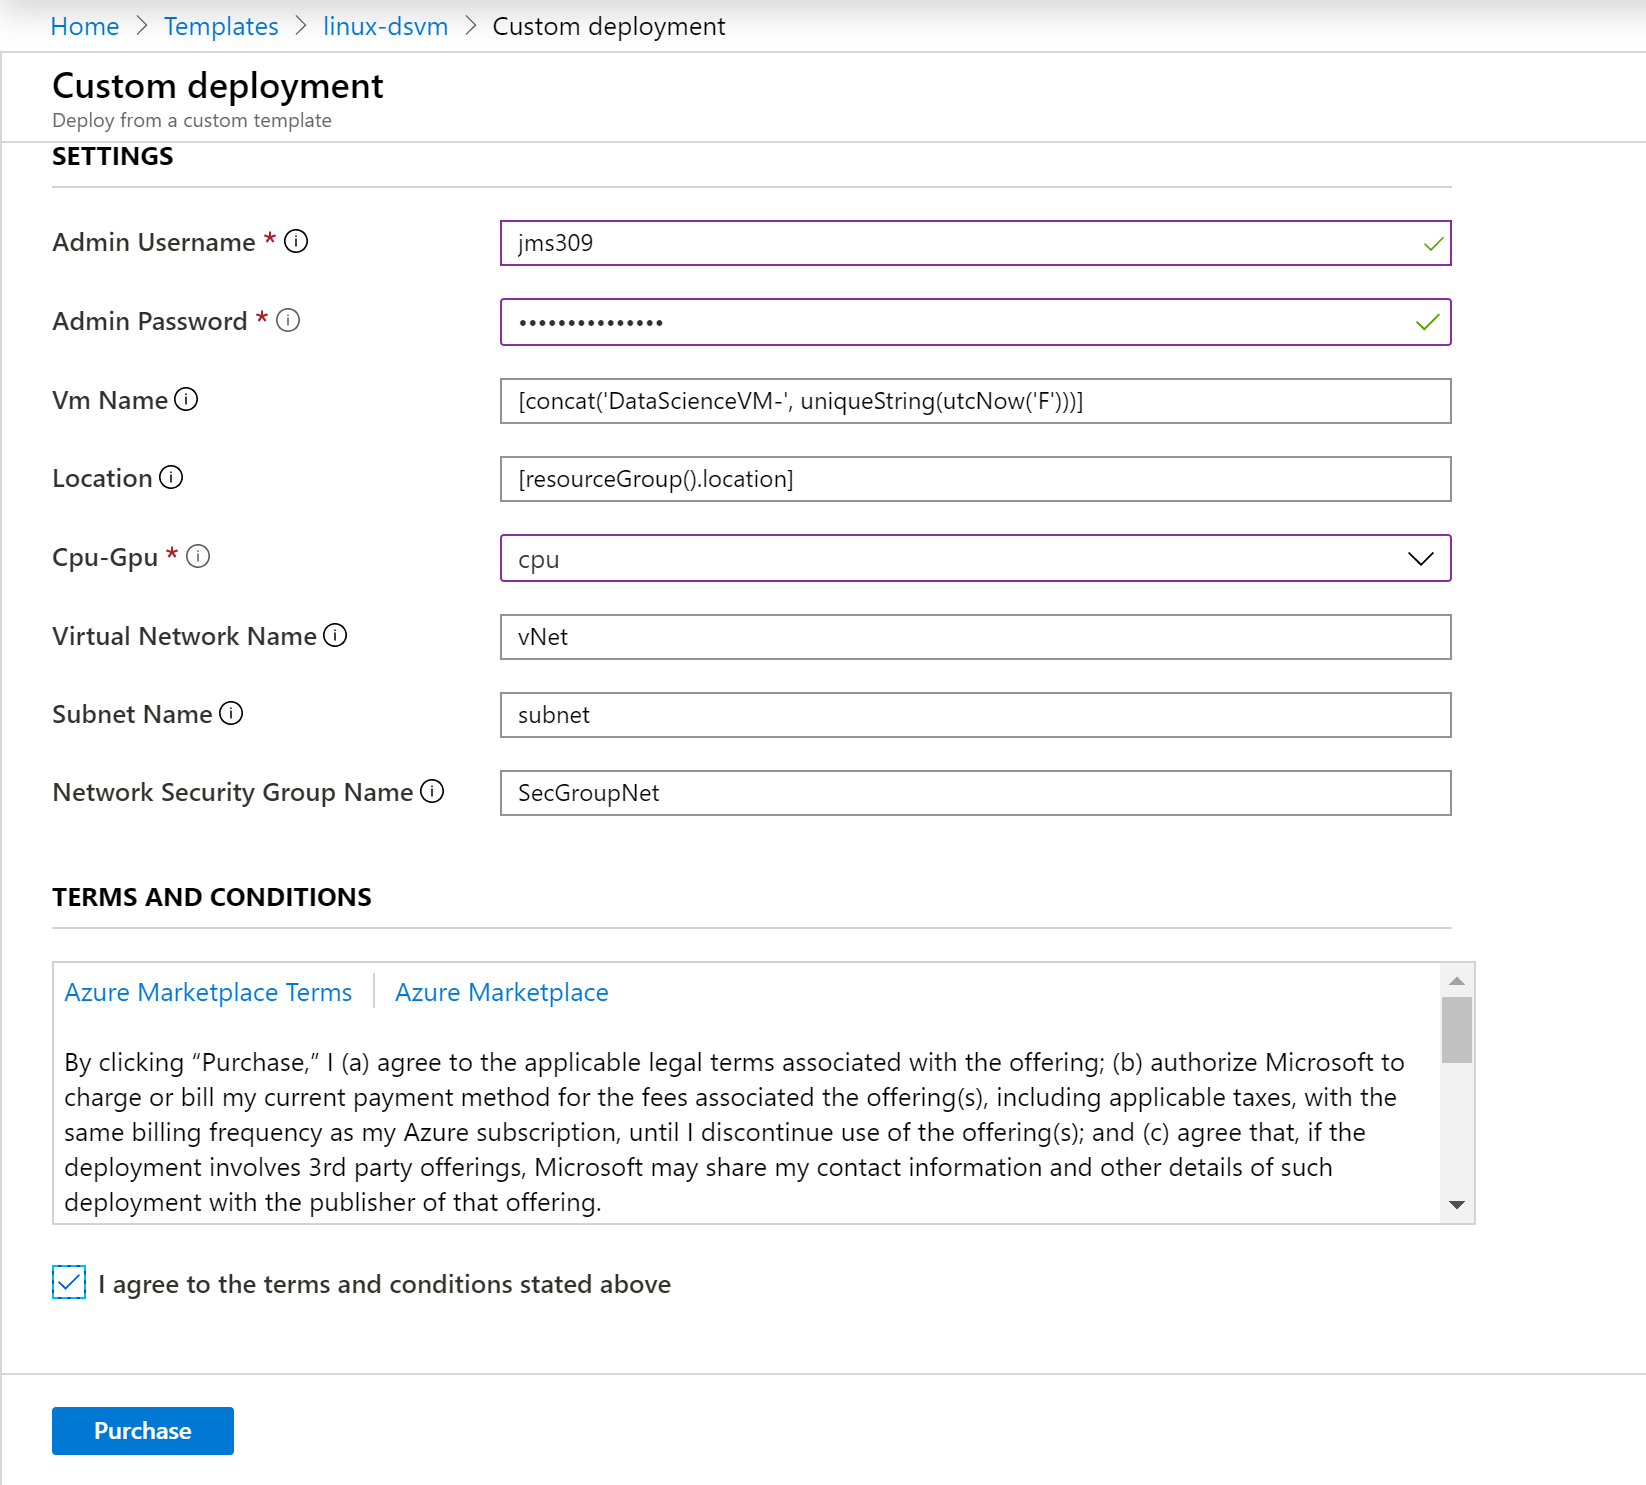 Home > Templates > linux-dsvm > Custom deployment
Custom deployment
Deploy from a custom template
SETTINGS
Admin Username * jms309
Admin Password * •••••••••••••••
Vm Name [concat('DataScienceVM-', uniqueString(utcNow('F')))]
Location [resourceGroup().location]
Cpu-Gpu * cpu
Virtual Network Name vNet
Subnet Name subnet
Network Security Group Name SecGroupNet
TERMS AND CONDITIONS
Azure Marketplace Terms | Azure Marketplace
By clicking “Purchase,” I (a) agree to the applicable legal terms associated with the offering; (b) authorize Microsoft to
charge or bill my current payment method for the fees associated the offering(s), including applicable taxes, with the
same billing frequency as my Azure subscription, until I discontinue use of the offering(s); and (c) agree that, if the
deployment involves 3rd party offerings, Microsoft may share my contact information and other details of such
deployment with the publisher of that offering.
I agree to the terms and conditions stated above
Purchase